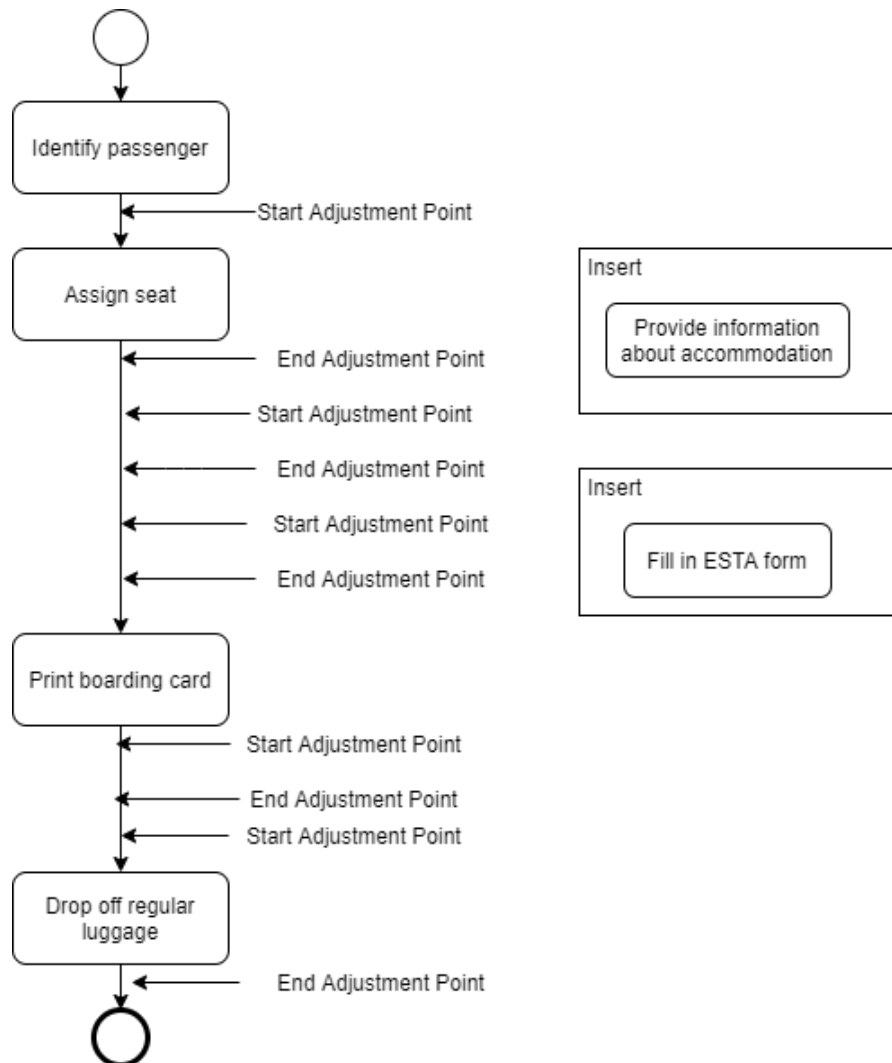 Identify passenger
Start Adjustment Point
Assign seat
Insert
Provide information
about accommodation
End Adjustment Point
Start Adjustment Point
End Adjustment Point
Insert
Start Adjustment Point
Fill in ESTA form
End Adjustment Point
Print boarding card
Start Adjustment Point
End Adjustment Point
Start Adjustment Point
Drop off regular
luggage
End Adjustment Point